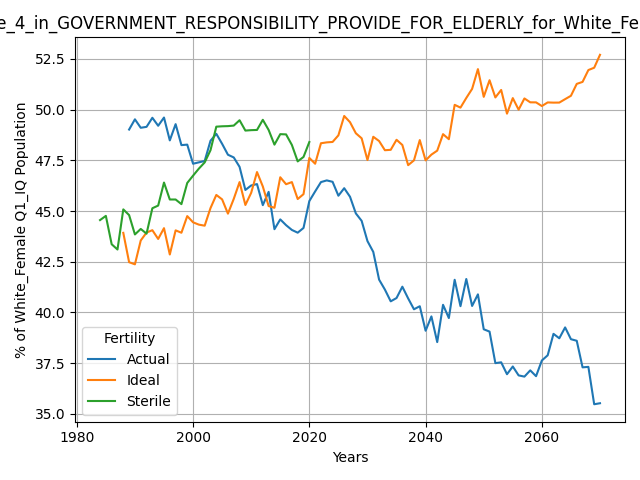 e_4_in_GOVERNMENT_RESPONSIBILITY_PROVIDE_FOR_ELDERLY_for_White_Fe
52.5
50.0
47.5
45.0
42.5
40.0
37.5
35.0
% of White_Female Q1_IQ Population
Fertility
Actual
Ideal
Sterile
1980
2000
2020
2040
2060
Years